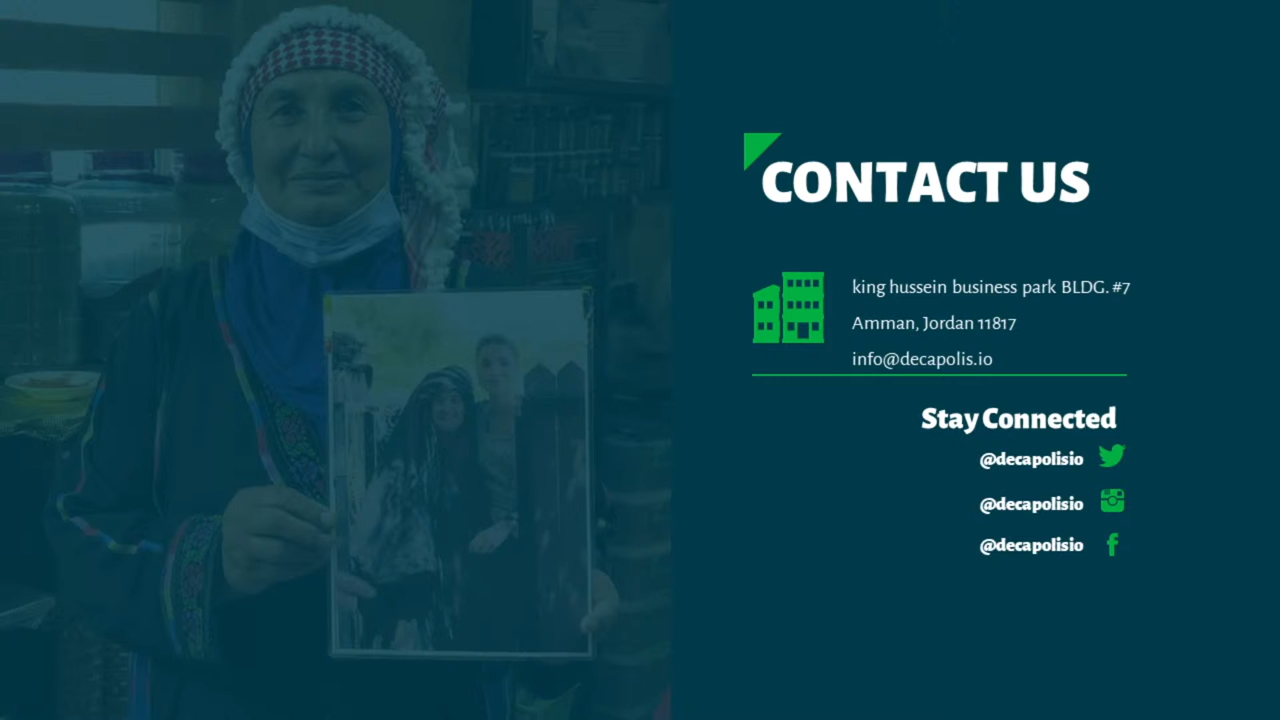 CONTACT US
king hussein business park BLDG. #7
Amman, Jordan 11817
info@decapolis.io
Stay Connected
@decapolisio
@decapolisio
@decapolisio